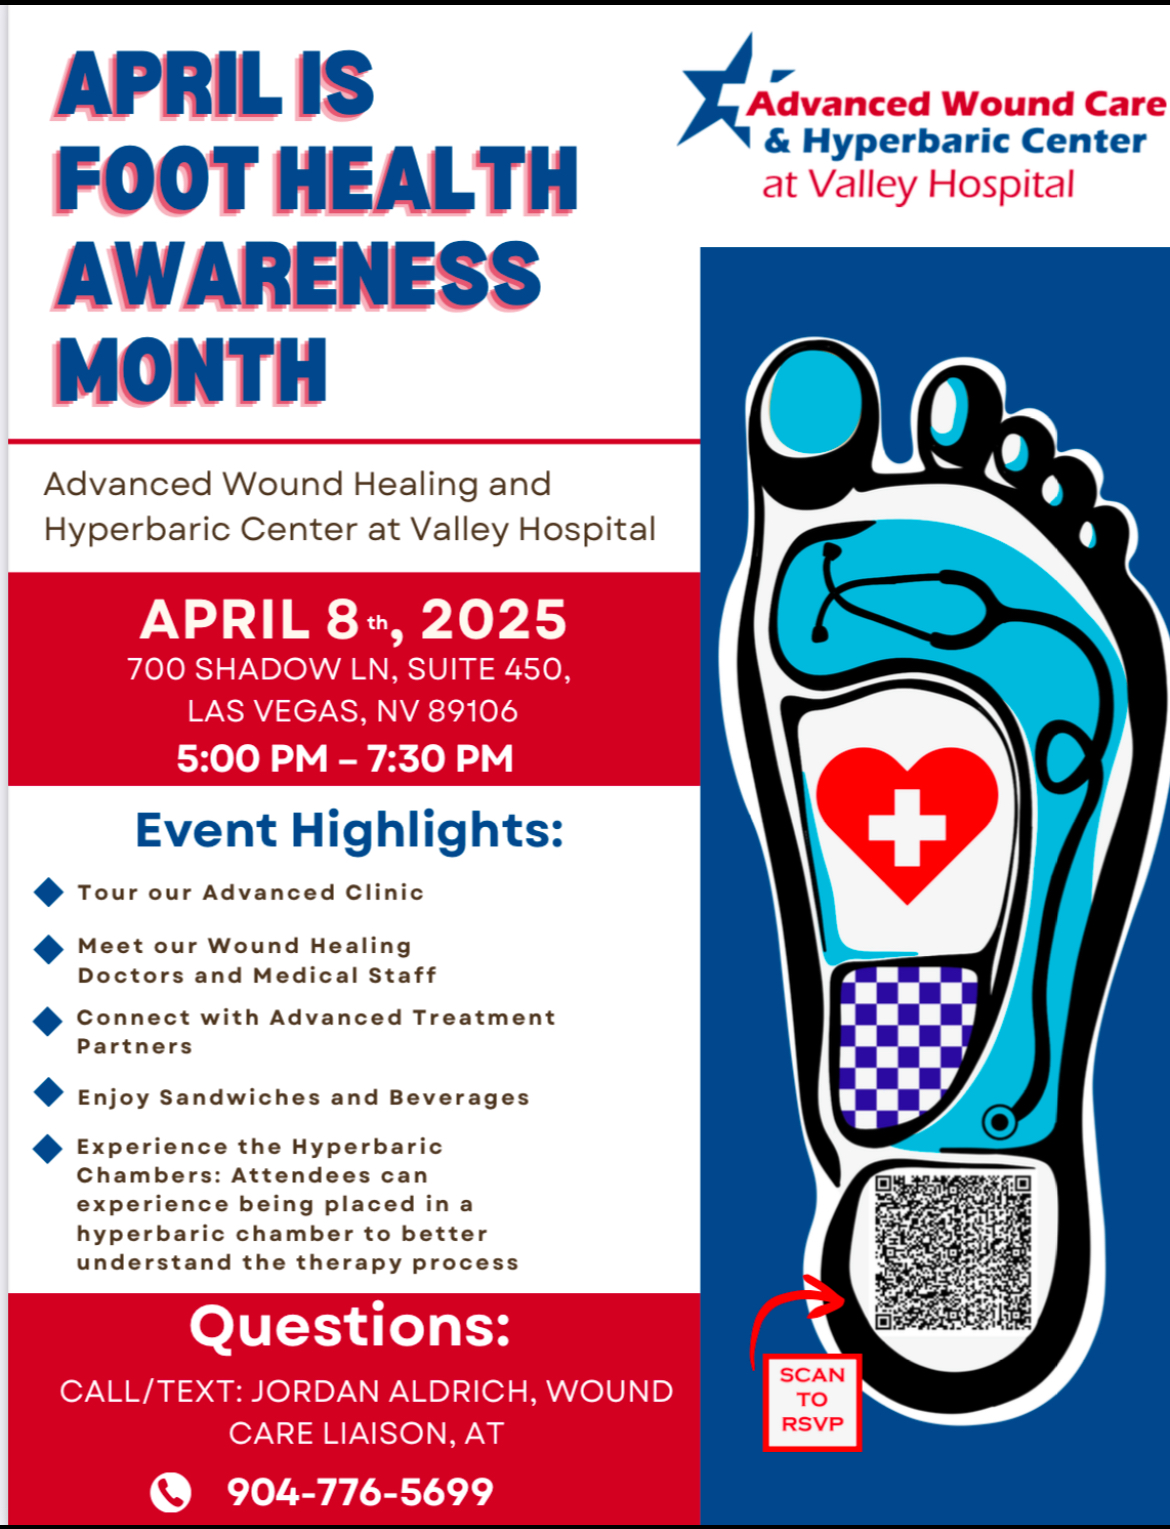 APRIL IS
FOOT HEALTH
AWARENESS
MONTH
Advanced Wound Care
& Hyperbaric Center
at Valley Hospital
Advanced Wound Healing and
Hyperbaric Center at Valley Hospital
APRIL 8th, 2025
700 SHADOW LN, SUITE 450,
LAS VEGAS, NV 89106
5:00 PM – 7:30 PM
Event Highlights:
Tour our Advanced Clinic
Meet our Wound Healing
Doctors and Medical Staff
Connect with Advanced Treatment
Partners
Enjoy Sandwiches and Beverages
Experience the Hyperbaric
Chambers: Attendees can
experience being placed in a
hyperbaric chamber to better
understand the therapy process
Questions:
CALL/TEXT: JORDAN ALDRICH, WOUND
CARE LIAISON, AT
904-776-5699
SCAN
TO
RSVP